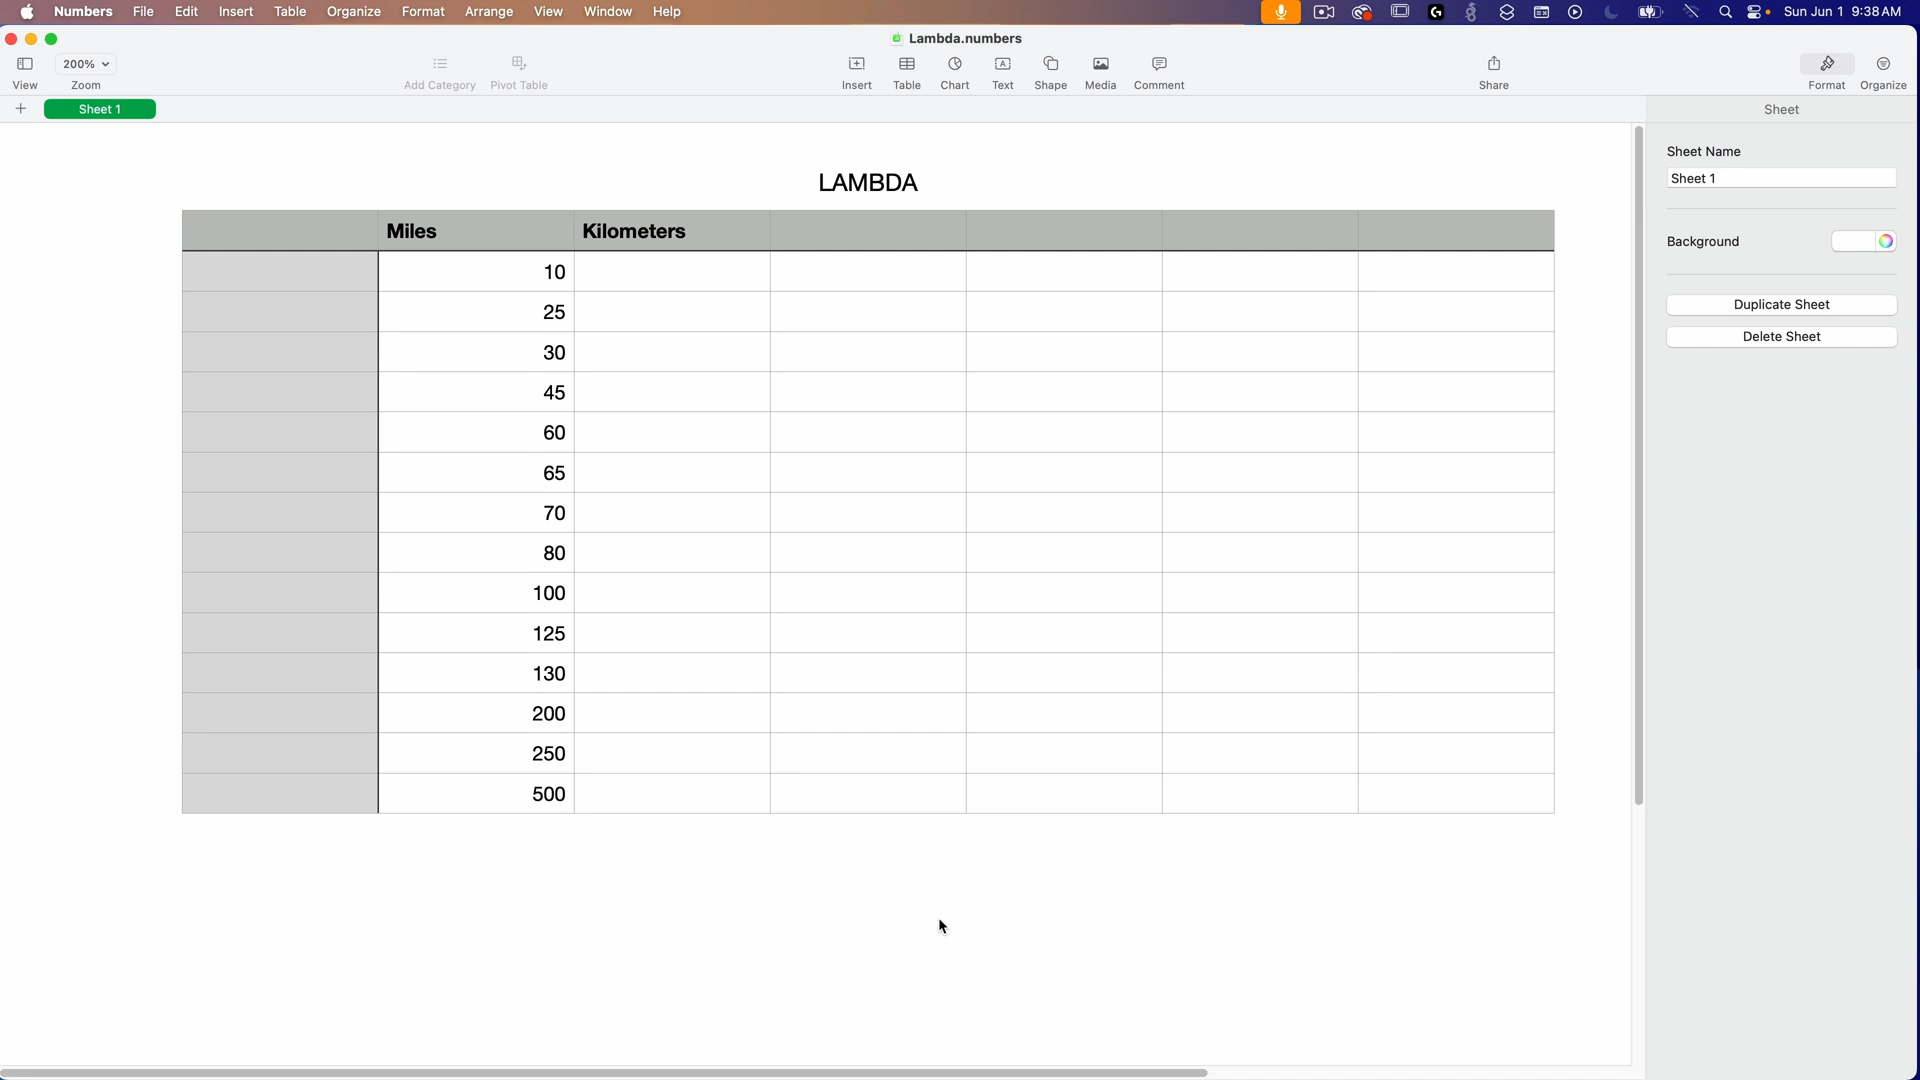 Numbers File Edit Insert Table Organize Format Arrange View Window Help Sun Jun 1 9:38 AM
Lambda.numbers
200%
View Zoom Add Category Pivot Table Insert Table Chart Text Shape Media Comment Share Format Organize
Sheet 1
Sheet
Sheet Name
Sheet 1
Background
Duplicate Sheet
Delete Sheet
LAMBDA
Miles Kilometers
10
25
30
45
60
65
70
80
100
125
130
200
250
500